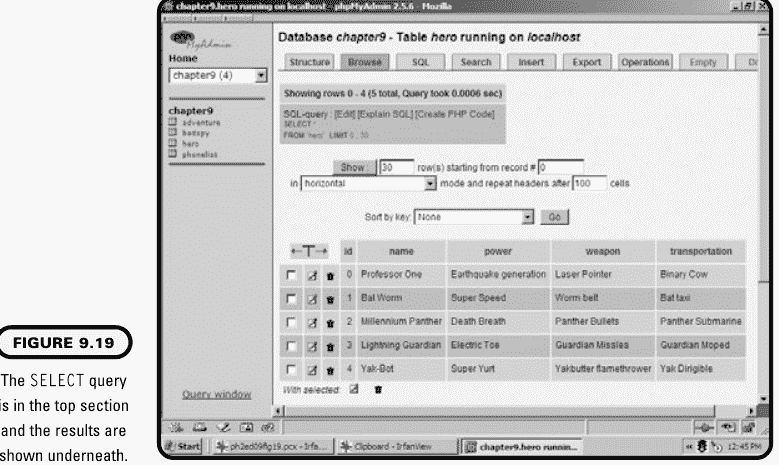 chapter9.hero running on localhost - phpMyAdmin 2.5.6 - Mozilla
php
MyAdmin
Home
chapter9 (4)
chapter9
adventure
badspy
hero
phonelist
Query window
Database chapter9 - Table hero running on localhost
Structure Browse SQL Search Insert Export Operations Empty
Showing rows 0 - 4 (5 total, Query took 0.0006 sec)
SQL-query : [Edit] [Explain SQL] [Create PHP Code]
SELECT *
FROM `hero` LIMIT 0 , 30
Show : 30 row(s) starting from record # 0
in horizontal mode and repeat headers after 100 cells
Sort by key: None Go
id name power weapon transportation
0 Professor One Earthquake generation Laser Pointer Binary Cow
1 Bat Worm Super Speed Worm belt Bat taxi
2 Millennium Panther Death Breath Panther Bullets Panther Submarine
3 Lightning Guardian Electric Toe Guardian Missles Guardian Moped
4 Yak-Bot Super Yurt Yakbutter flamethrower Yak Dirigible
With selected:
Start ph2ed09fig19.pcx - Irfa... Clipboard - IrfanView chapter9.hero runnin... 12:45 PM
FIGURE 9.19
The SELECT query
is in the top section
and the results are
shown underneath.